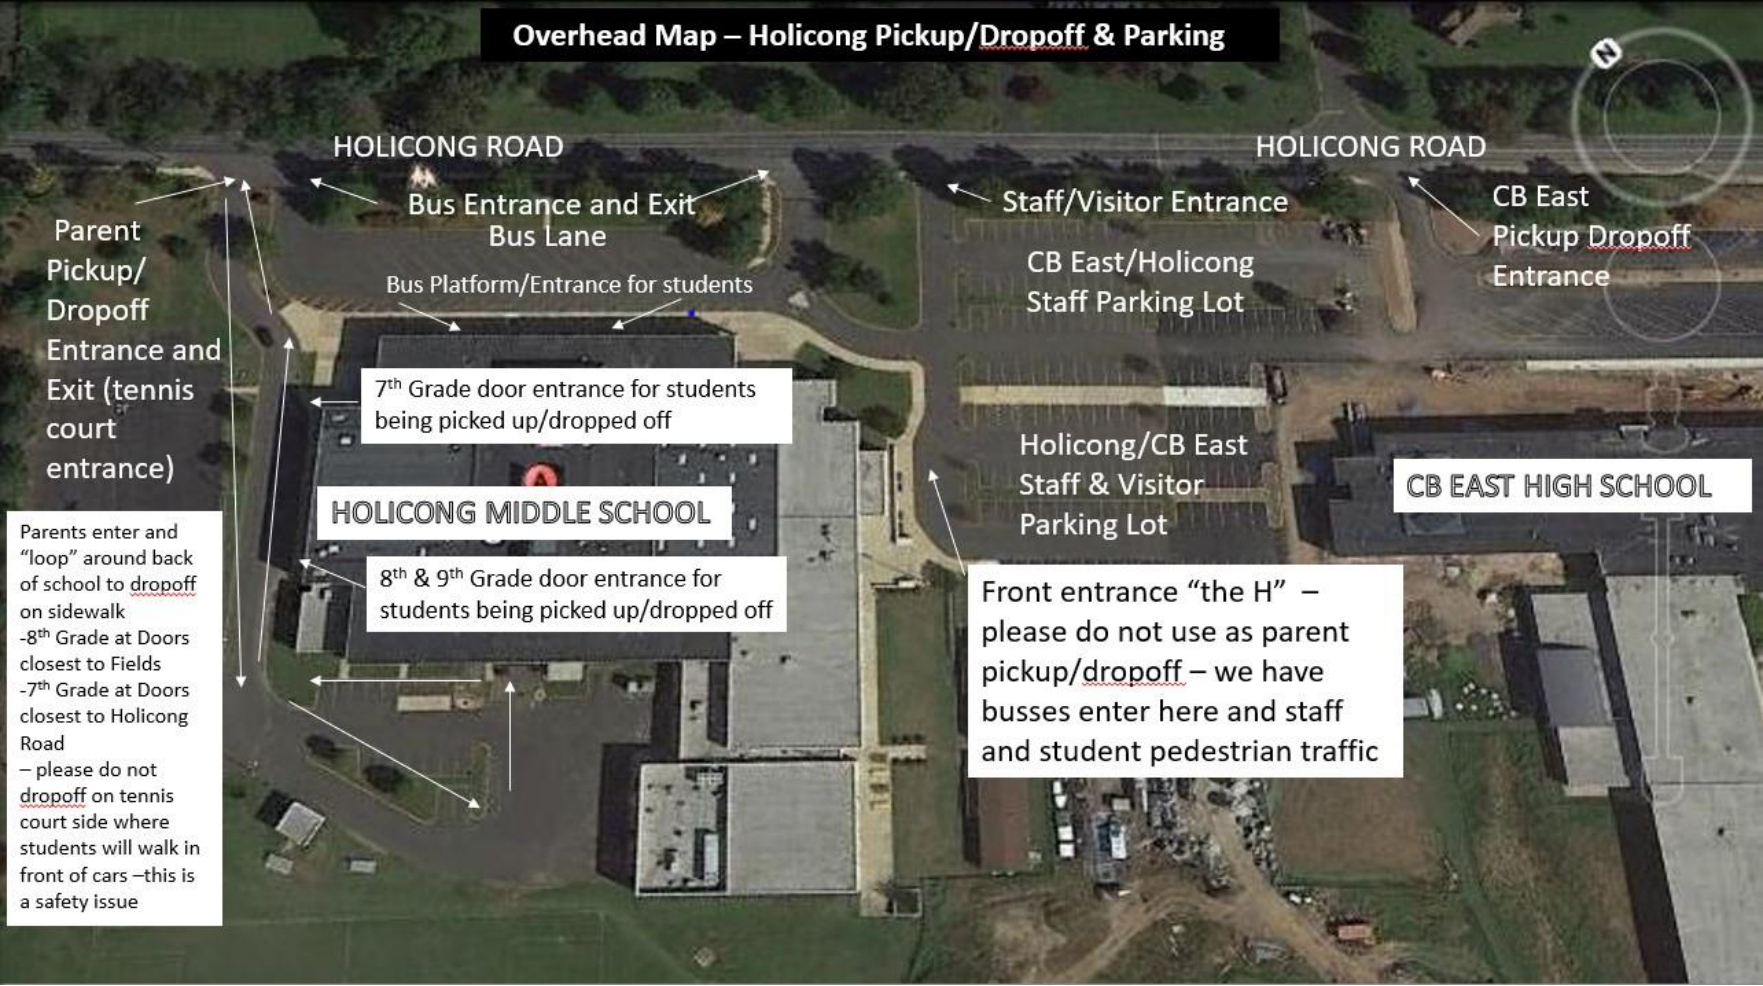 Overhead Map – Holicong Pickup/Dropoff & Parking
N
HOLICONG ROAD
HOLICONG ROAD
Bus Entrance and Exit
Bus Lane
Staff/Visitor Entrance
CB East
Pickup Dropoff
Entrance
Parent
Pickup/
Dropoff
Entrance and
Exit (tennis
court
entrance)
CB East/Holicong
Staff Parking Lot
Bus Platform/Entrance for students
7th Grade door entrance for students
being picked up/dropped off
Holicong/CB East
Staff & Visitor
Parking Lot
CB EAST HIGH SCHOOL
HOLICONG MIDDLE SCHOOL
8th & 9th Grade door entrance for
students being picked up/dropped off
Parents enter and
“loop” around back
of school to dropoff
on sidewalk
-8th Grade at Doors
closest to Fields
-7th Grade at Doors
closest to Holicong
Road
– please do not
dropoff on tennis
court side where
students will walk in
front of cars –this is
a safety issue
Front entrance “the H” –
please do not use as parent
pickup/dropoff – we have
busses enter here and staff
and student pedestrian traffic